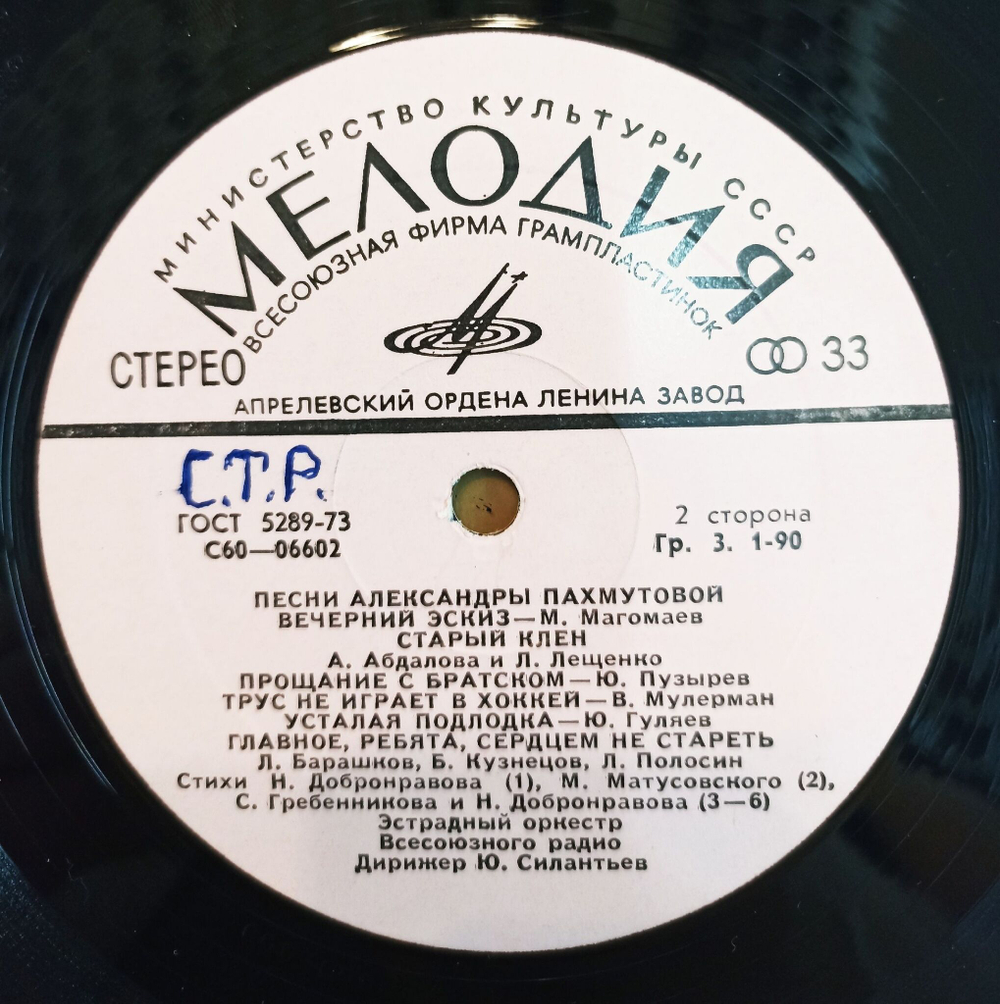 МИНИСТЕРСТВО КУЛЬТУРЫ СССР
МЕЛОДИЯ
ВСЕСОЮЗНАЯ ФИРМА ГРАМПЛАСТИНОК
СТЕРЕО
33
АПРЕЛЕВСКИЙ ОРДЕНА ЛЕНИНА ЗАВОД
С.Т.Р.
ГОСТ 5289-73
2 сторона
С60—06602
Гр. 3. 1-90
ПЕСНИ АЛЕКСАНДРЫ ПАХМУТОВОЙ
ВЕЧЕРНИЙ ЭСКИЗ—М. Магомаев
СТАРЫЙ КЛЕН
А. Абдалова и Л. Лещенко
ПРОЩАНИЕ С БРАТСКОМ—Ю. Пузырев
ТРУС НЕ ИГРАЕТ В ХОККЕЙ—В. Мулерман
УСТАЛАЯ ПОДЛОДКА—Ю. Гуляев
ГЛАВНОЕ, РЕБЯТА, СЕРДЦЕМ НЕ СТАРЕТЬ
Л. Барашков, Б. Кузнецов, Л. Полосин
Стихи Н. Добронравова (1), М. Матусовского (2),
С. Гребенникова и Н. Добронравова (3—6)
Эстрадный оркестр
Всесоюзного радио
Дирижер Ю. Силантьев